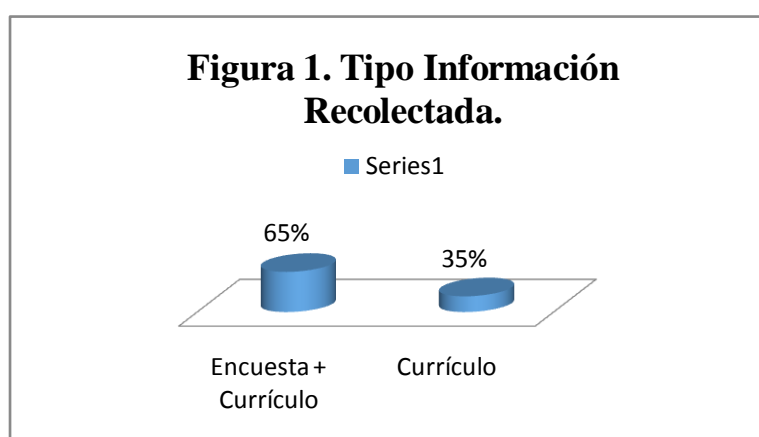 Figura 1. Tipo Información
Recolectada.
Series1
65%
35%
Encuesta +
Currículo
Currículo